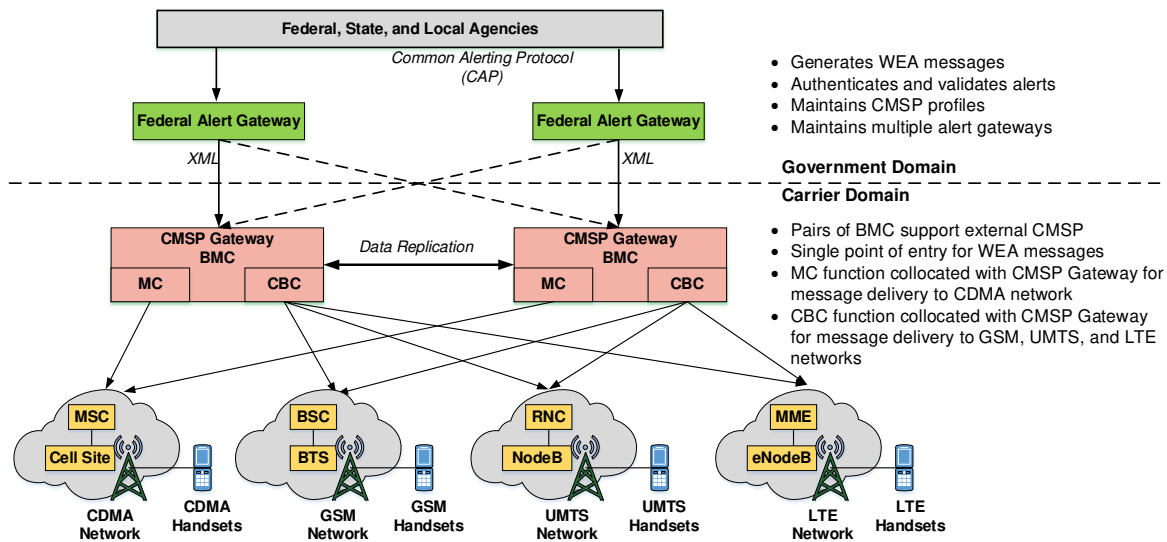 Federal, State, and Local Agencies
Common Alerting Protocol
(CAP)
• Generates WEA messages
• Authenticates and validates alerts
• Maintains CMSP profiles
• Maintains multiple alert gateways
Federal Alert Gateway
Federal Alert Gateway
XML
XML
Government Domain
Carrier Domain
CMSP Gateway
BMC
MC
CBC
Data Replication
CMSP Gateway
BMC
MC
CBC
• Pairs of BMC support external CMSP
• Single point of entry for WEA messages
• MC function collocated with CMSP Gateway for
message delivery to CDMA network
• CBC function collocated with CMSP Gateway
for message delivery to GSM, UMTS, and LTE
networks
MSC
Cell Site
CDMA
Network
CDMA
Handsets
BSC
BTS
GSM
Network
GSM
Handsets
RNC
NodeB
UMTS
Network
UMTS
Handsets
MME
eNodeB
LTE
Network
LTE
Handsets